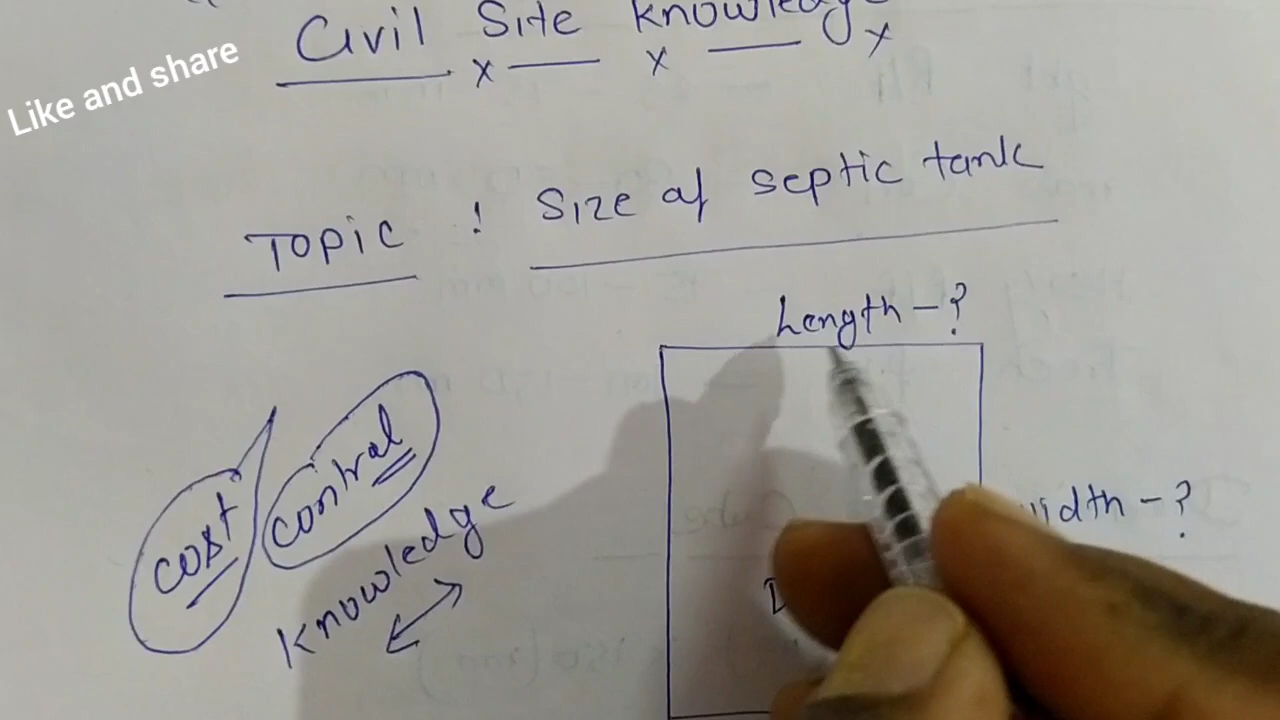 Civil Site Knowledge
Like and share
Topic : Size of septic tank
Length - ?
width - ?
cost
control
Knowledge